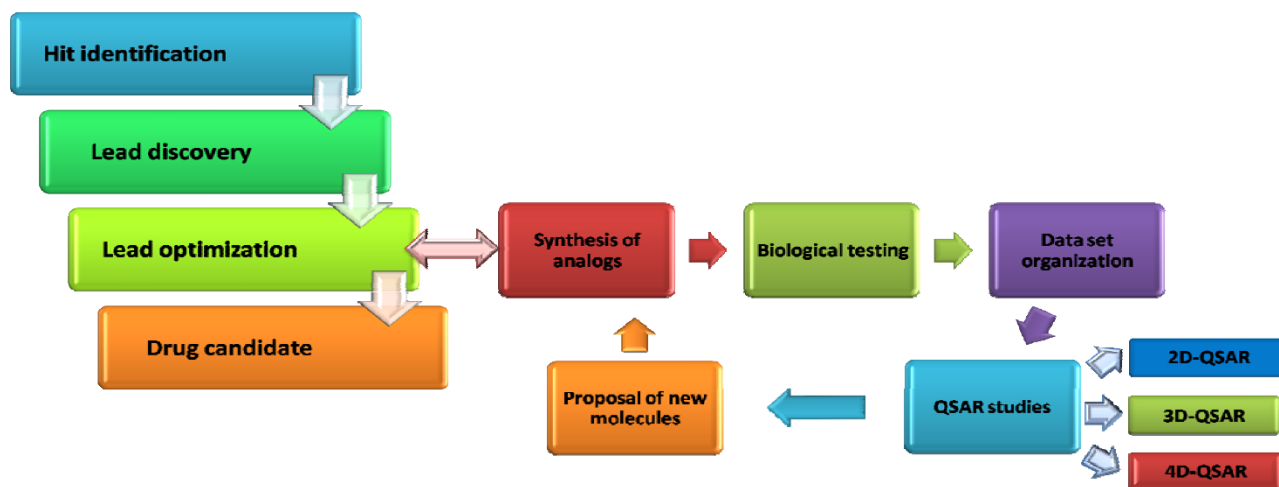 Hit identification
Lead discovery
Lead optimization
Drug candidate
Synthesis of
analogs
Biological testing
Data set
organization
Proposal of new
molecules
QSAR studies
2D-QSAR
3D-QSAR
4D-QSAR